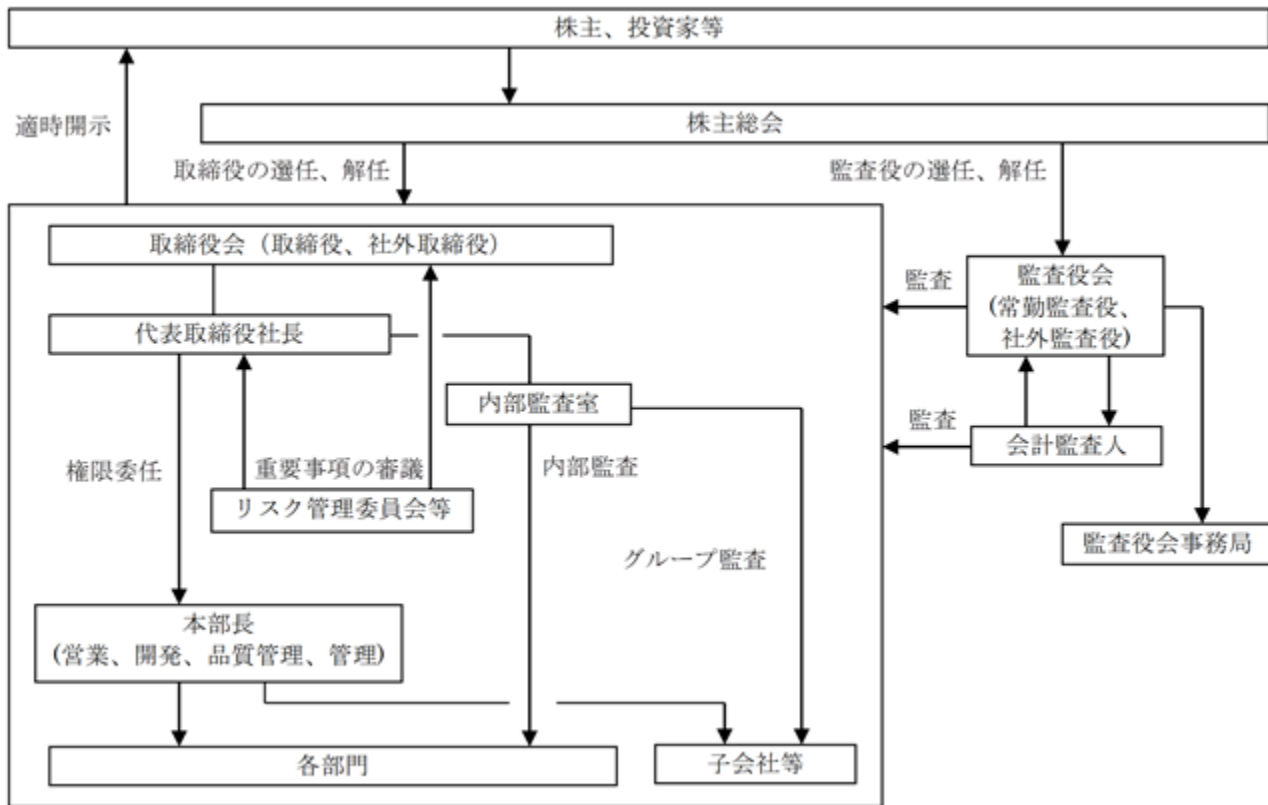 株主、投資家等
適時開示
株主総会
取締役の選任、解任
監査役の選任、解任
取締役会（取締役、社外取締役）
監査
監査役会
(常勤監査役、
社外監査役)
代表取締役社長
内部監査室
監査
会計監査人
権限委任
重要事項の審議
内部監査
リスク管理委員会等
監査役会事務局
グループ監査
本部長
(営業、開発、品質管理、管理)
各部門
子会社等